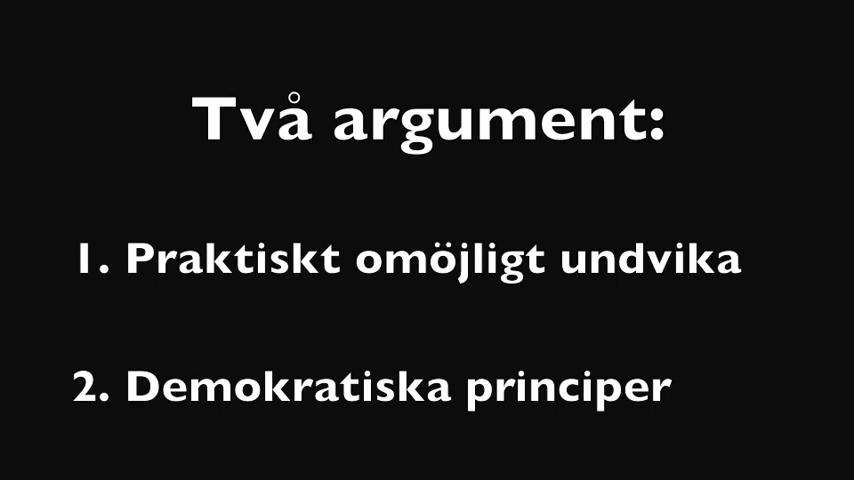 Två argument:
1. Praktiskt omöjligt undvika
2. Demokratiska principer